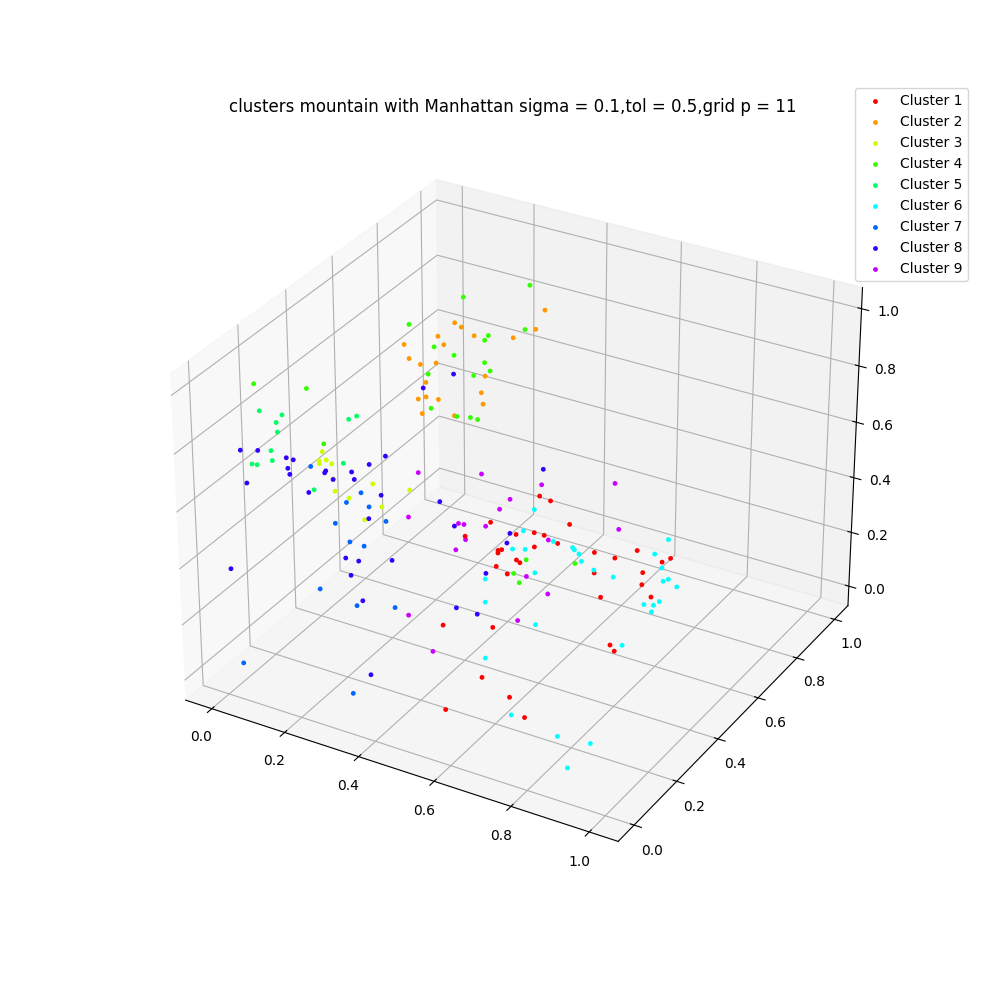 clusters mountain with Manhattan sigma = 0.1,tol = 0.5,grid p = 11
Cluster 1
Cluster 2
Cluster 3
Cluster 4
Cluster 5
Cluster 6
Cluster 7
Cluster 8
Cluster 9
1.0
0.8
0.6
0.4
0.2
0.0
1.0
0.8
0.6
0.4
0.2
0.0
0.0
0.2
0.4
0.6
0.8
1.0